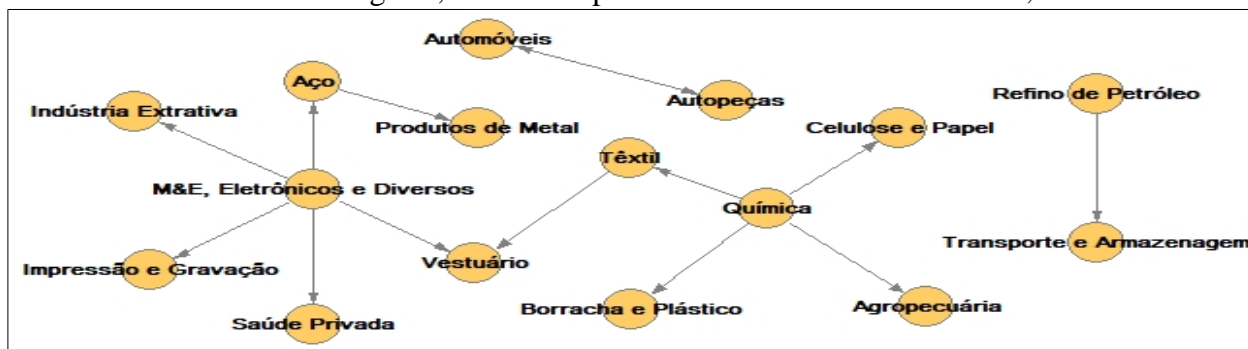 Automóveis
Aço
Indústria Extrativa
Autopeças
Refino de Petróleo
Produtos de Metal
Celulose e Papel
Têxtil
M&E, Eletrônicos e Diversos
Química
Transporte e Armazenagem
Vestuário
Impressão e Gravação
Borracha e Plástico
Agropecuária
Saúde Privada